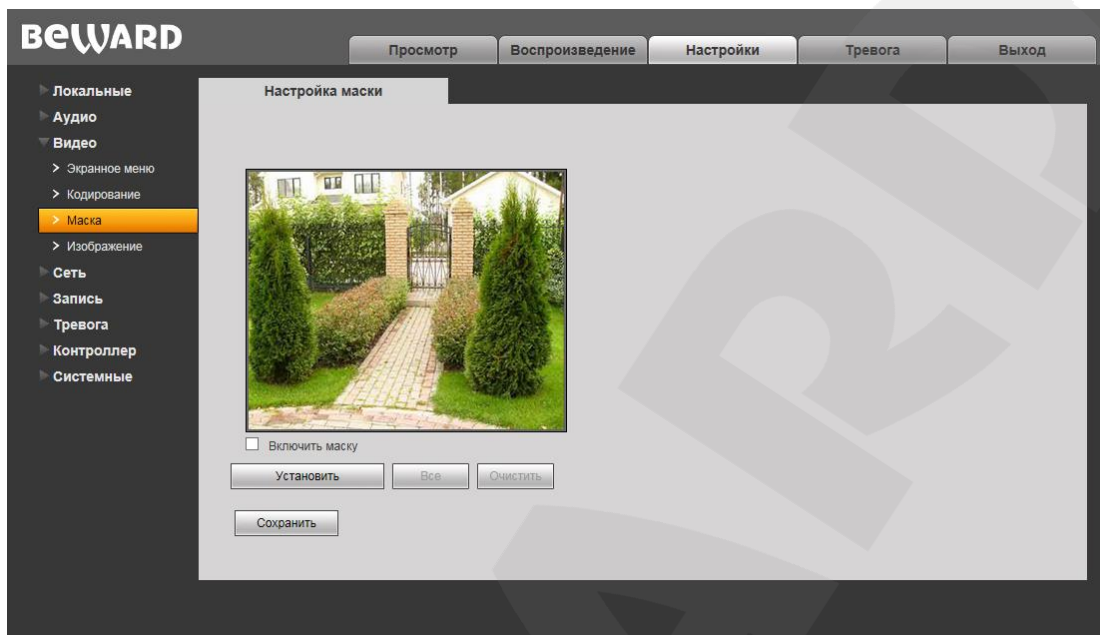 BEWARD
Просмотр Воспроизведение Настройки Тревога Выход
Локальные
Аудио
Видео
> Экранное меню
> Кодирование
> Маска
> Изображение
Сеть
Запись
Тревога
Контроллер
Системные
Настройка маски
Включить маску
Установить Все Очистить
Сохранить